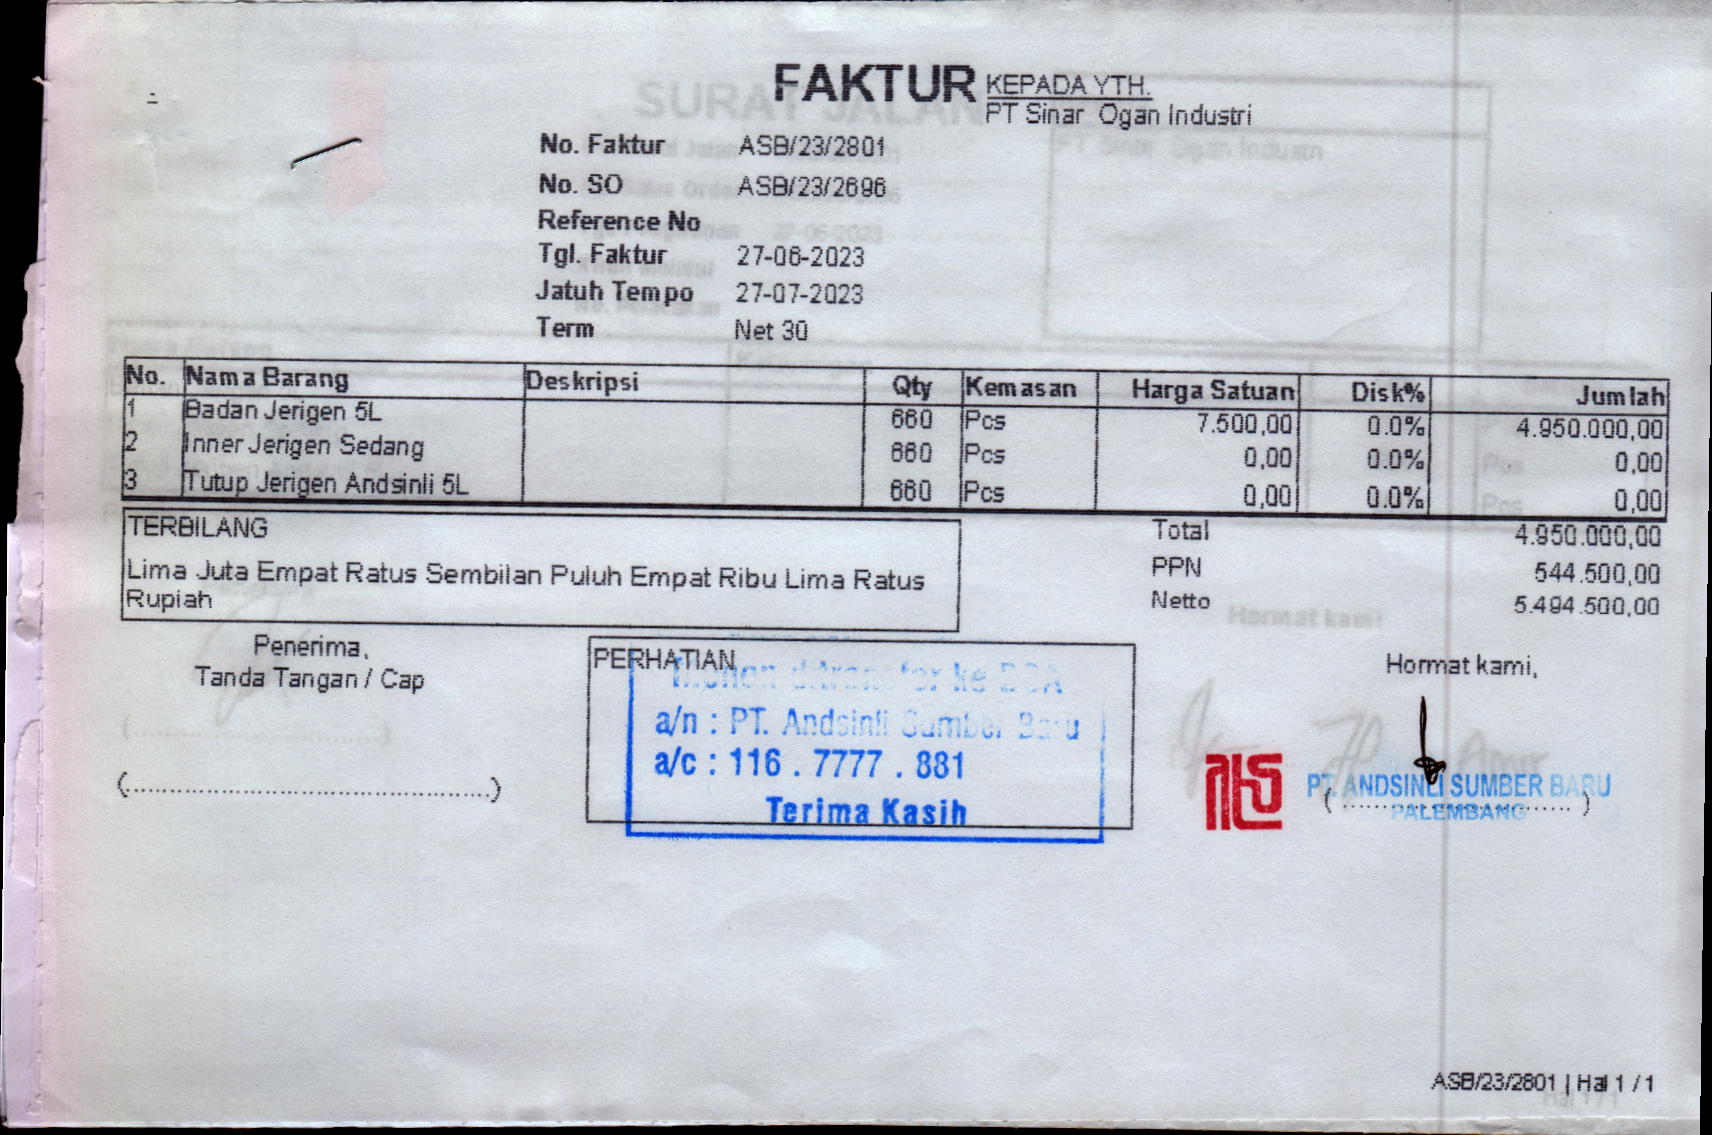 FAKTUR
KEPADA YTH.
PT Sinar Ogan Industri
No. Faktur ASB/23/2801
No. SO ASB/23/2696
Reference No
Tgl. Faktur 27-06-2023
Jatuh Tempo 27-07-2023
Term Net 30
No. Nama Barang Deskripsi Qty Kemasan Harga Satuan Disk% Jumlah
1 Badan Jerigen 5L 660 Pcs 7.500,00 0.0% 4.950.000,00
2 Inner Jerigen Sedang 660 Pcs 0,00 0.0% 0,00
3 Tutup Jerigen Andsinli 5L 660 Pcs 0,00 0.0% 0,00
TERBILANG
Lima Juta Empat Ratus Sembilan Puluh Empat Ribu Lima Ratus
Rupiah
Total 4.950.000,00
PPN 544.500,00
Netto 5.494.500,00
Penerima,
Tanda Tangan / Cap
(..................................................)
PERHATIAN
Mohon ditransfer ke BCA
a/n : PT. Andsinli Sumber Baru
a/c : 116 . 7777 . 881
Terima Kasih
Hormat kami,
PT. ANDSINLI SUMBER BARU
PALEMBANG
(..................................)
ASB/23/2801 | Hal 1 / 1